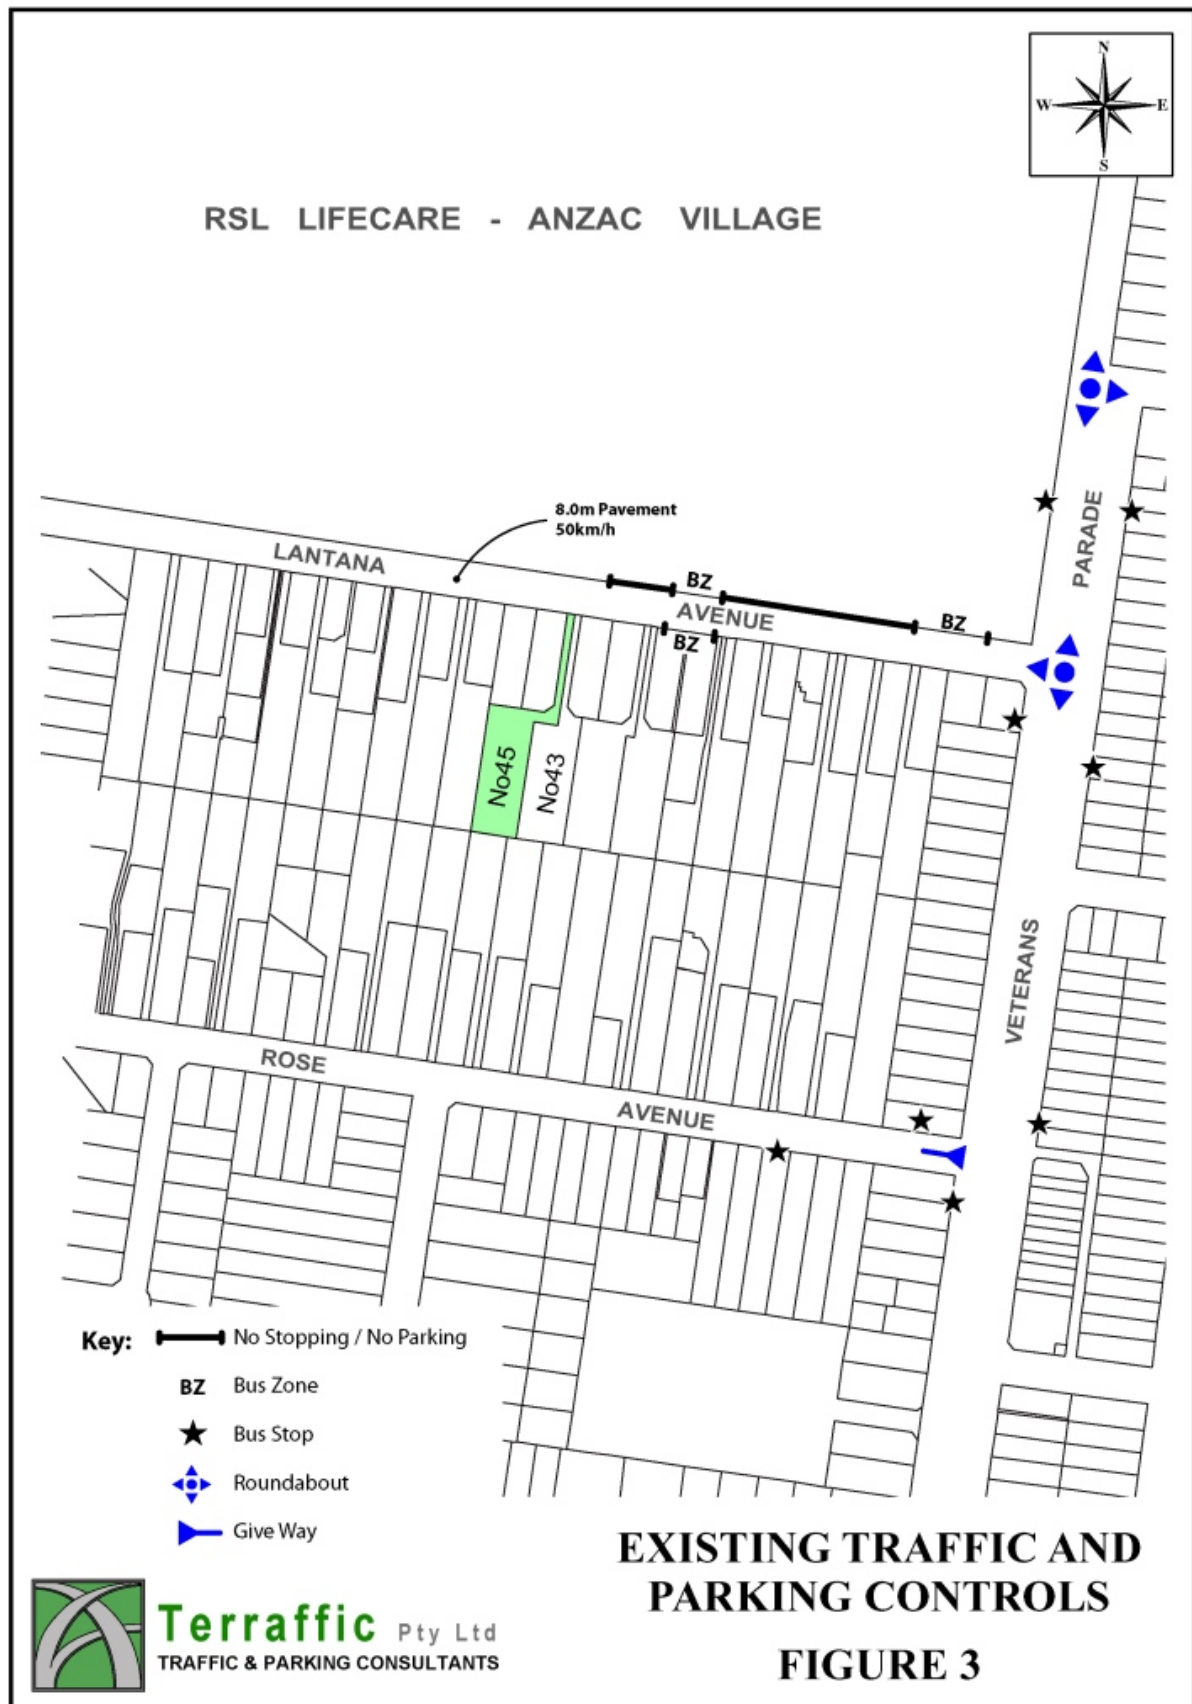 N
W E
S
RSL LIFECARE - ANZAC VILLAGE
8.0m Pavement
50km/h
LANTANA
AVENUE
BZ
BZ
BZ
PARADE
No45
No43
VETERANS
ROSE
AVENUE
Key:
No Stopping / No Parking
BZ Bus Zone
Bus Stop
Roundabout
Give Way
EXISTING TRAFFIC AND
PARKING CONTROLS
FIGURE 3
Terraffic Pty Ltd
TRAFFIC & PARKING CONSULTANTS